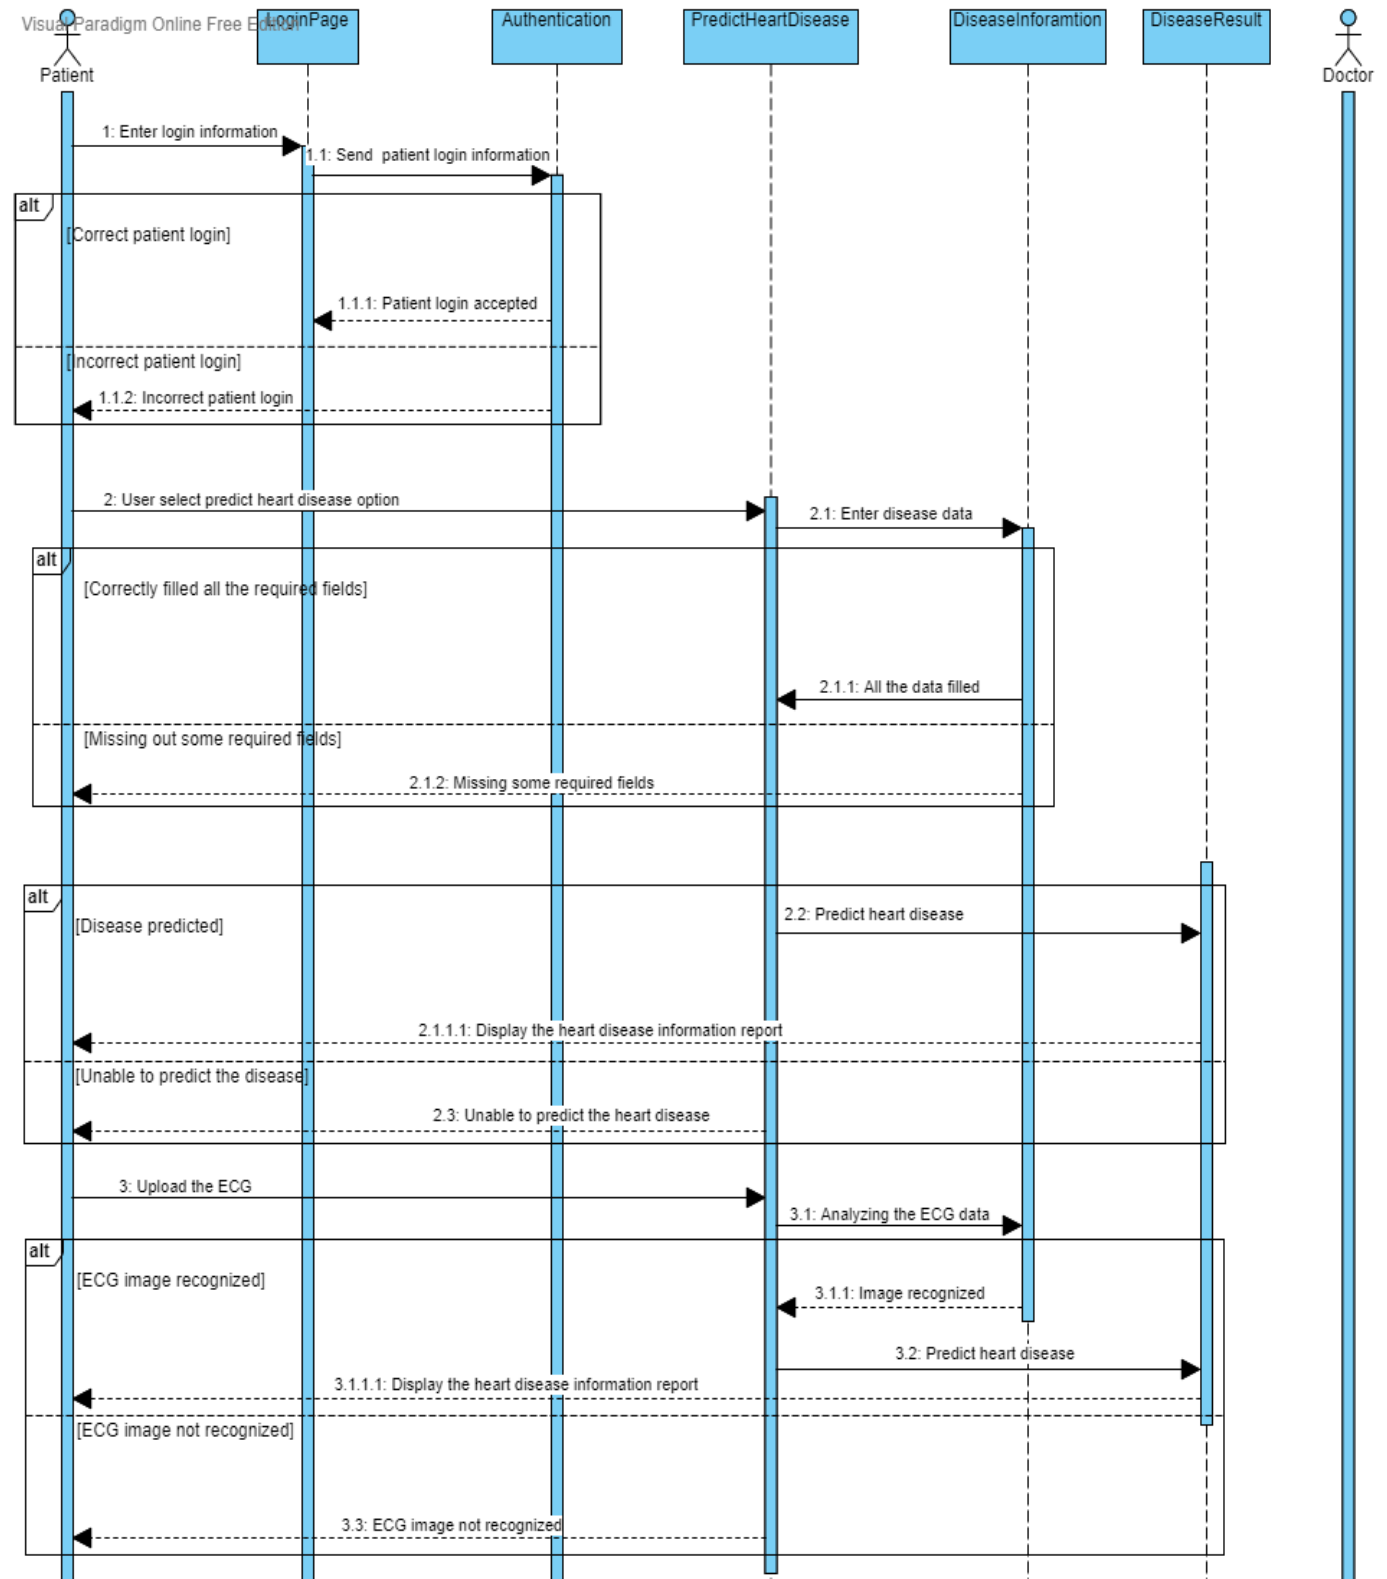 Visual Paradigm Online Free Edition
LoginPage
Authentication
PredictHeartDisease
DiseaseInforamtion
DiseaseResult
Patient
Doctor
1: Enter login information
1.1: Send patient login information
alt
[Correct patient login]
1.1.1: Patient login accepted
[Incorrect patient login]
1.1.2: Incorrect patient login
2: User select predict heart disease option
2.1: Enter disease data
alt
[Correctly filled all the required fields]
2.1.1: All the data filled
[Missing out some required fields]
2.1.2: Missing some required fields
alt
2.2: Predict heart disease
[Disease predicted]
2.1.1.1: Display the heart disease information report
[Unable to predict the disease]
2.3: Unable to predict the heart disease
3: Upload the ECG
3.1: Analyzing the ECG data
alt
[ECG image recognized]
3.1.1: Image recognized
3.2: Predict heart disease
3.1.1.1: Display the heart disease information report
[ECG image not recognized]
3.3: ECG image not recognized